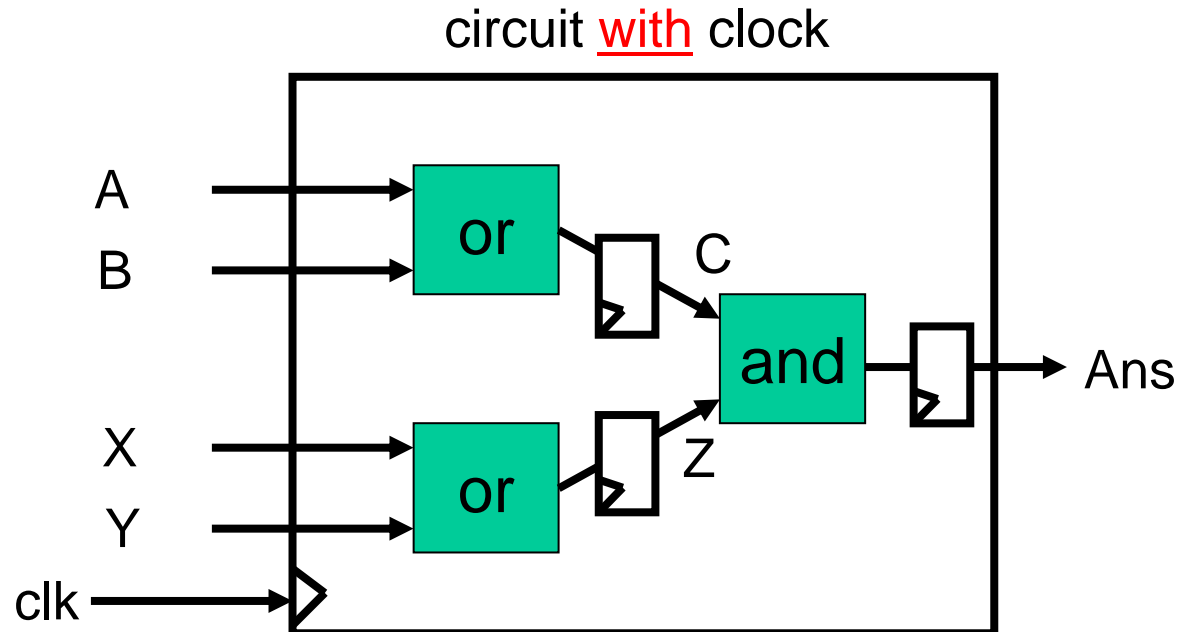 circuit with clock
A
or
B
C
and
Ans
X
or
Z
Y
clk